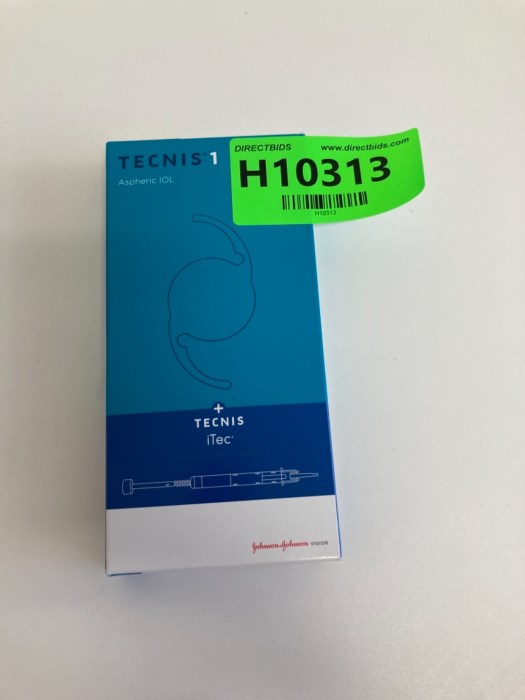 TECNIS® 1
Aspheric IOL
DIRECTBIDS www.directbids.com
H10313
H10313
+
TECNIS
iTec®
Johnson & Johnson VISION